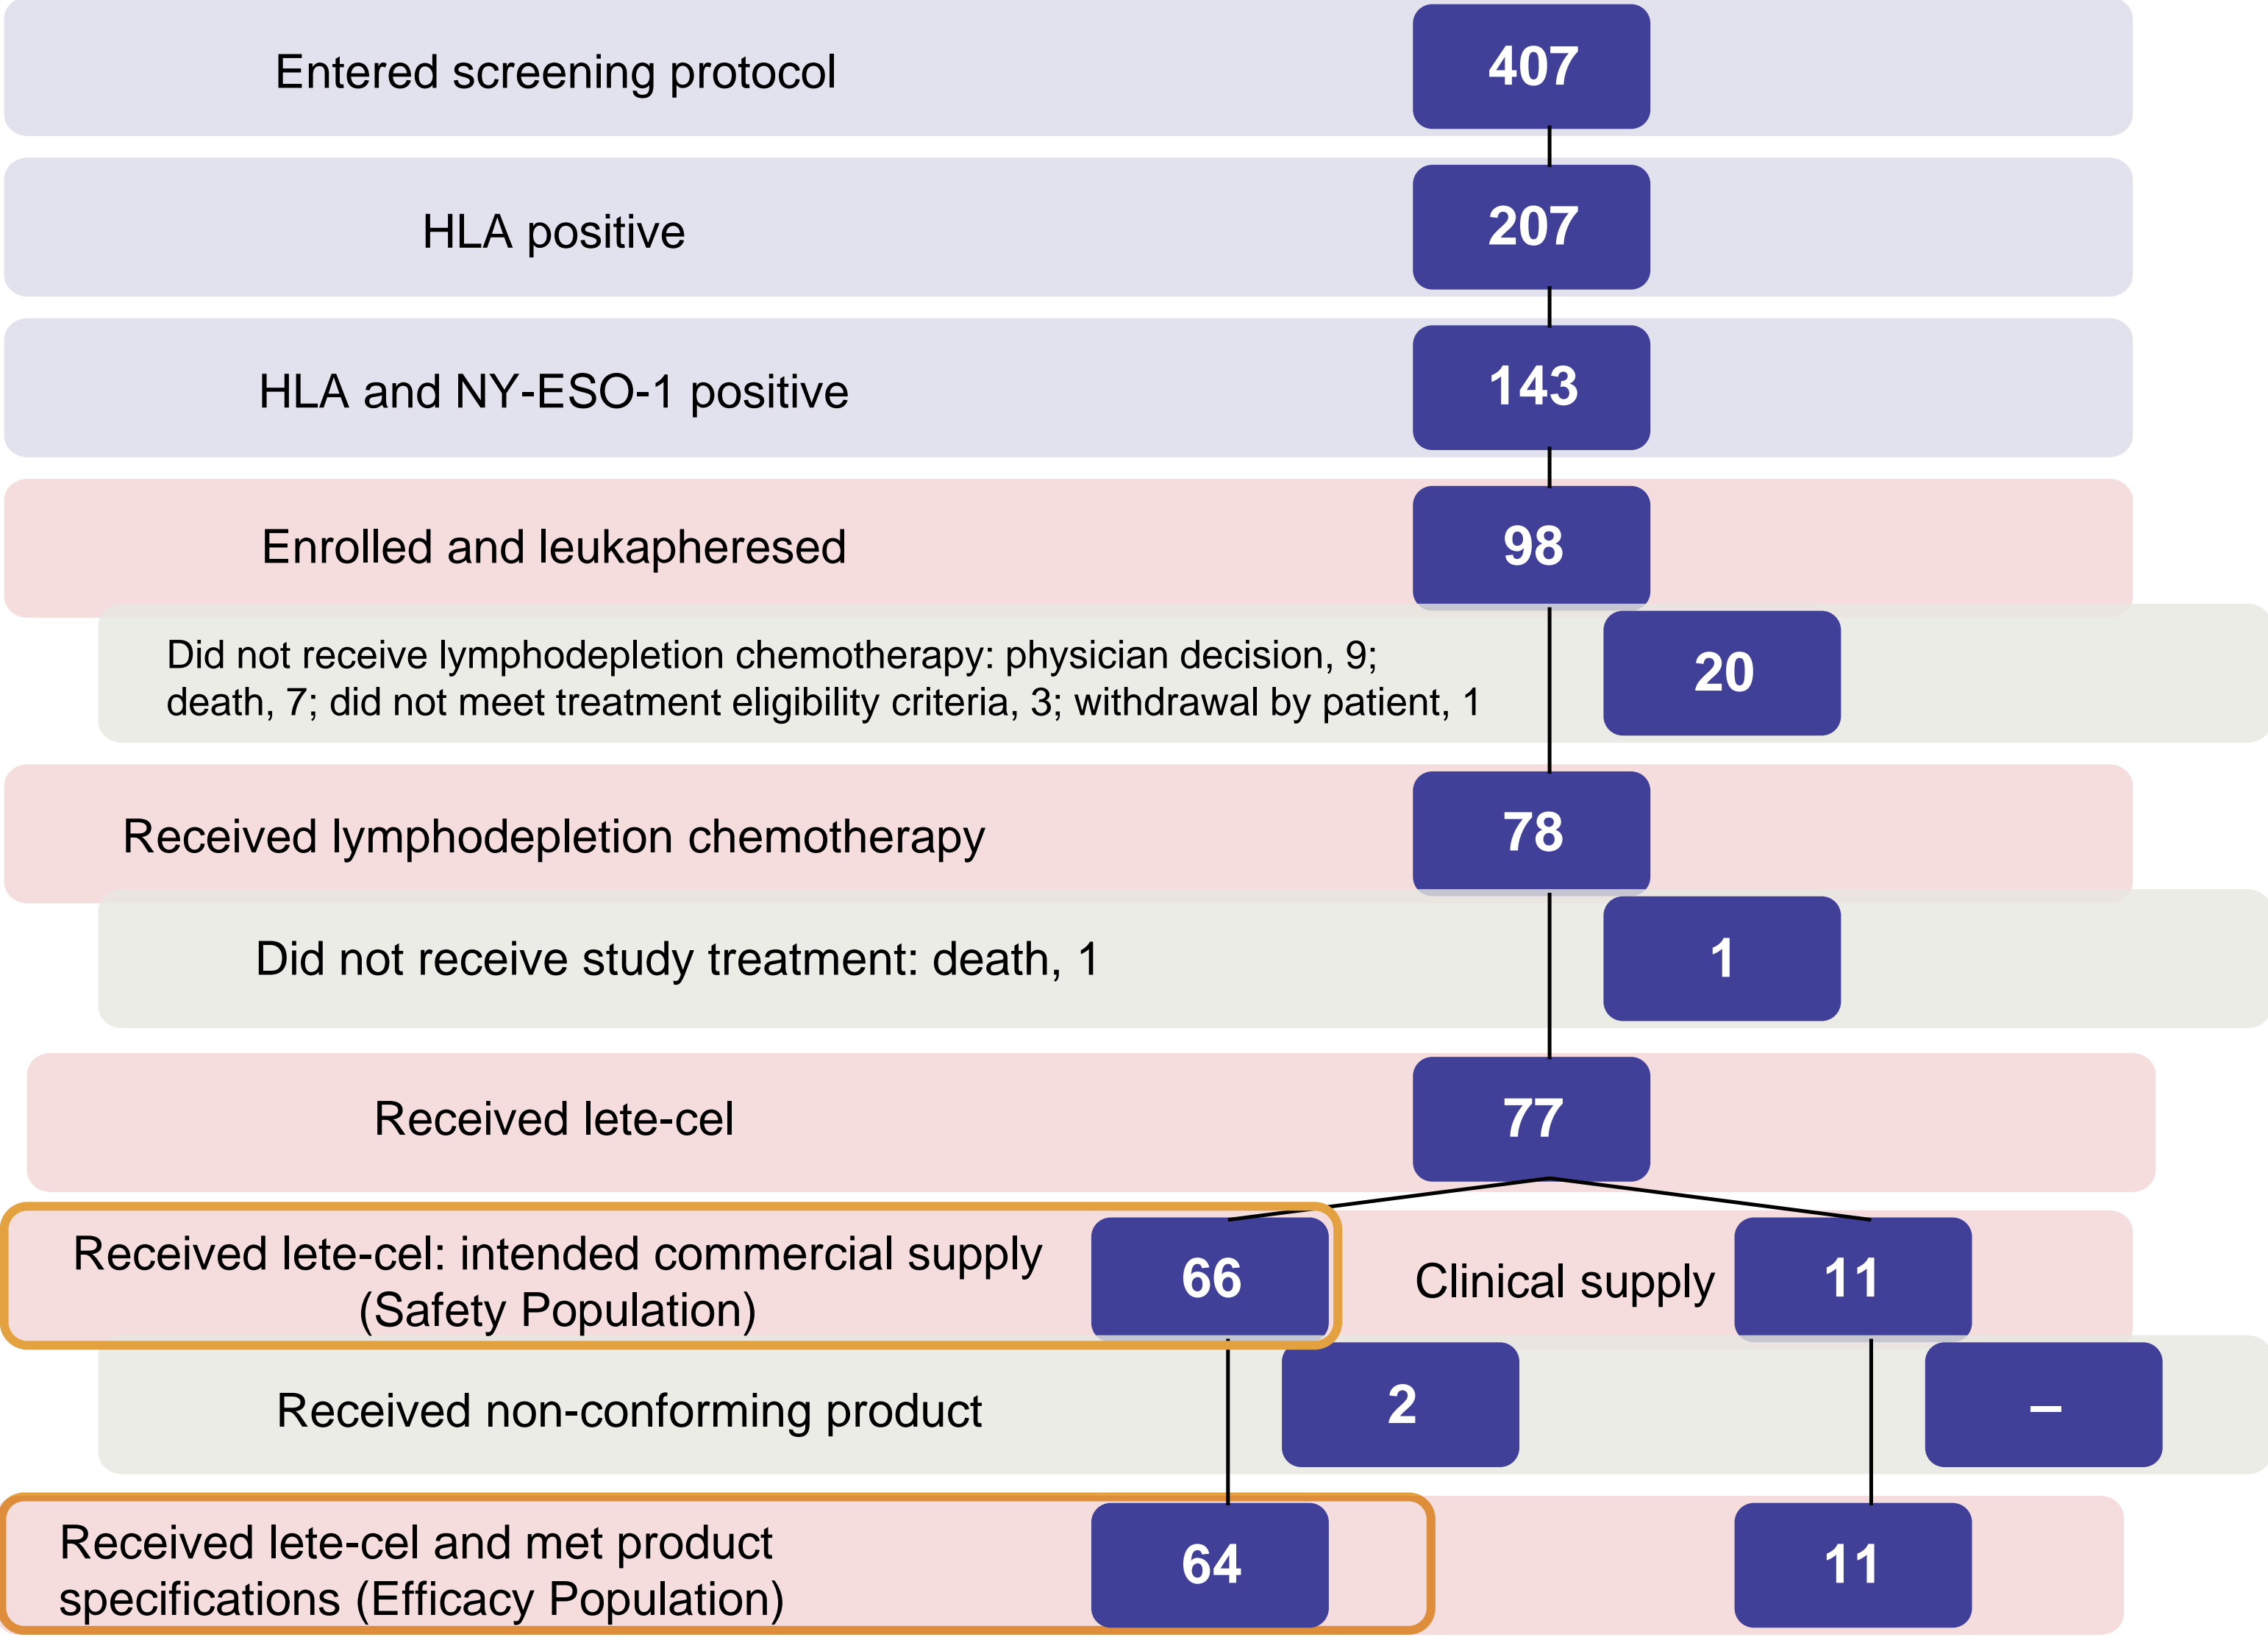 Entered screening protocol
407
HLA positive
207
HLA and NY-ESO-1 positive
143
Enrolled and leukapheresed
98
Did not receive lymphodepletion chemotherapy: physician decision, 9;
death, 7; did not meet treatment eligibility criteria, 3; withdrawal by patient, 1
20
Received lymphodepletion chemotherapy
78
Did not receive study treatment: death, 1
1
Received lete-cel
77
Received lete-cel: intended commercial supply
(Safety Population)
66
Clinical supply
11
Received non-conforming product
2
–
Received lete-cel and met product
specifications (Efficacy Population)
64
11